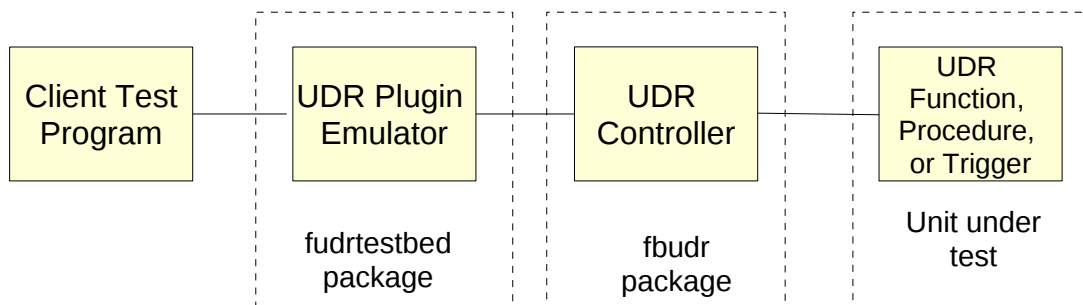 Client Test
Program
UDR Plugin
Emulator
UDR
Controller
UDR
Function,
Procedure,
or Trigger
fudrtestbed
package
fbudr
package
Unit under
test